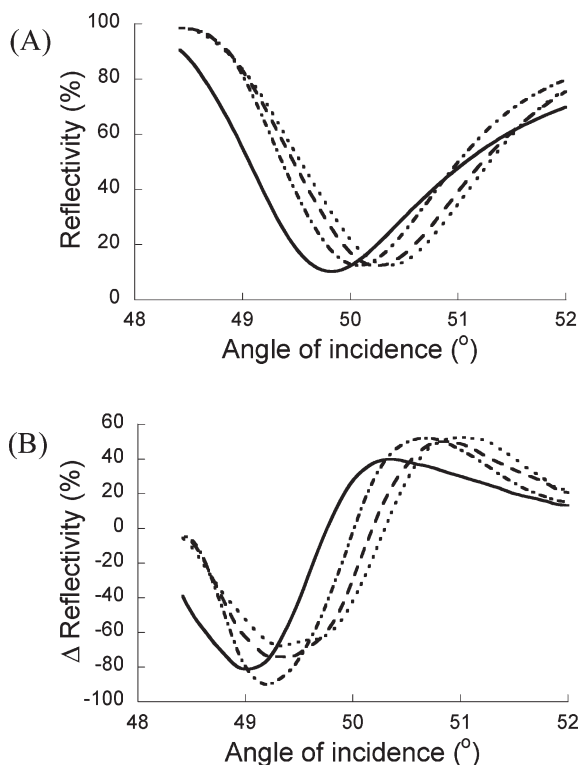 (A)
Reflectivity (%)
100
80
60
40
20
0
48 49 50 51 52
Angle of incidence (°)
(B)
Δ Reflectivity (%)
60
40
20
0
-20
-40
-60
-80
-100
48 49 50 51 52
Angle of incidence (°)